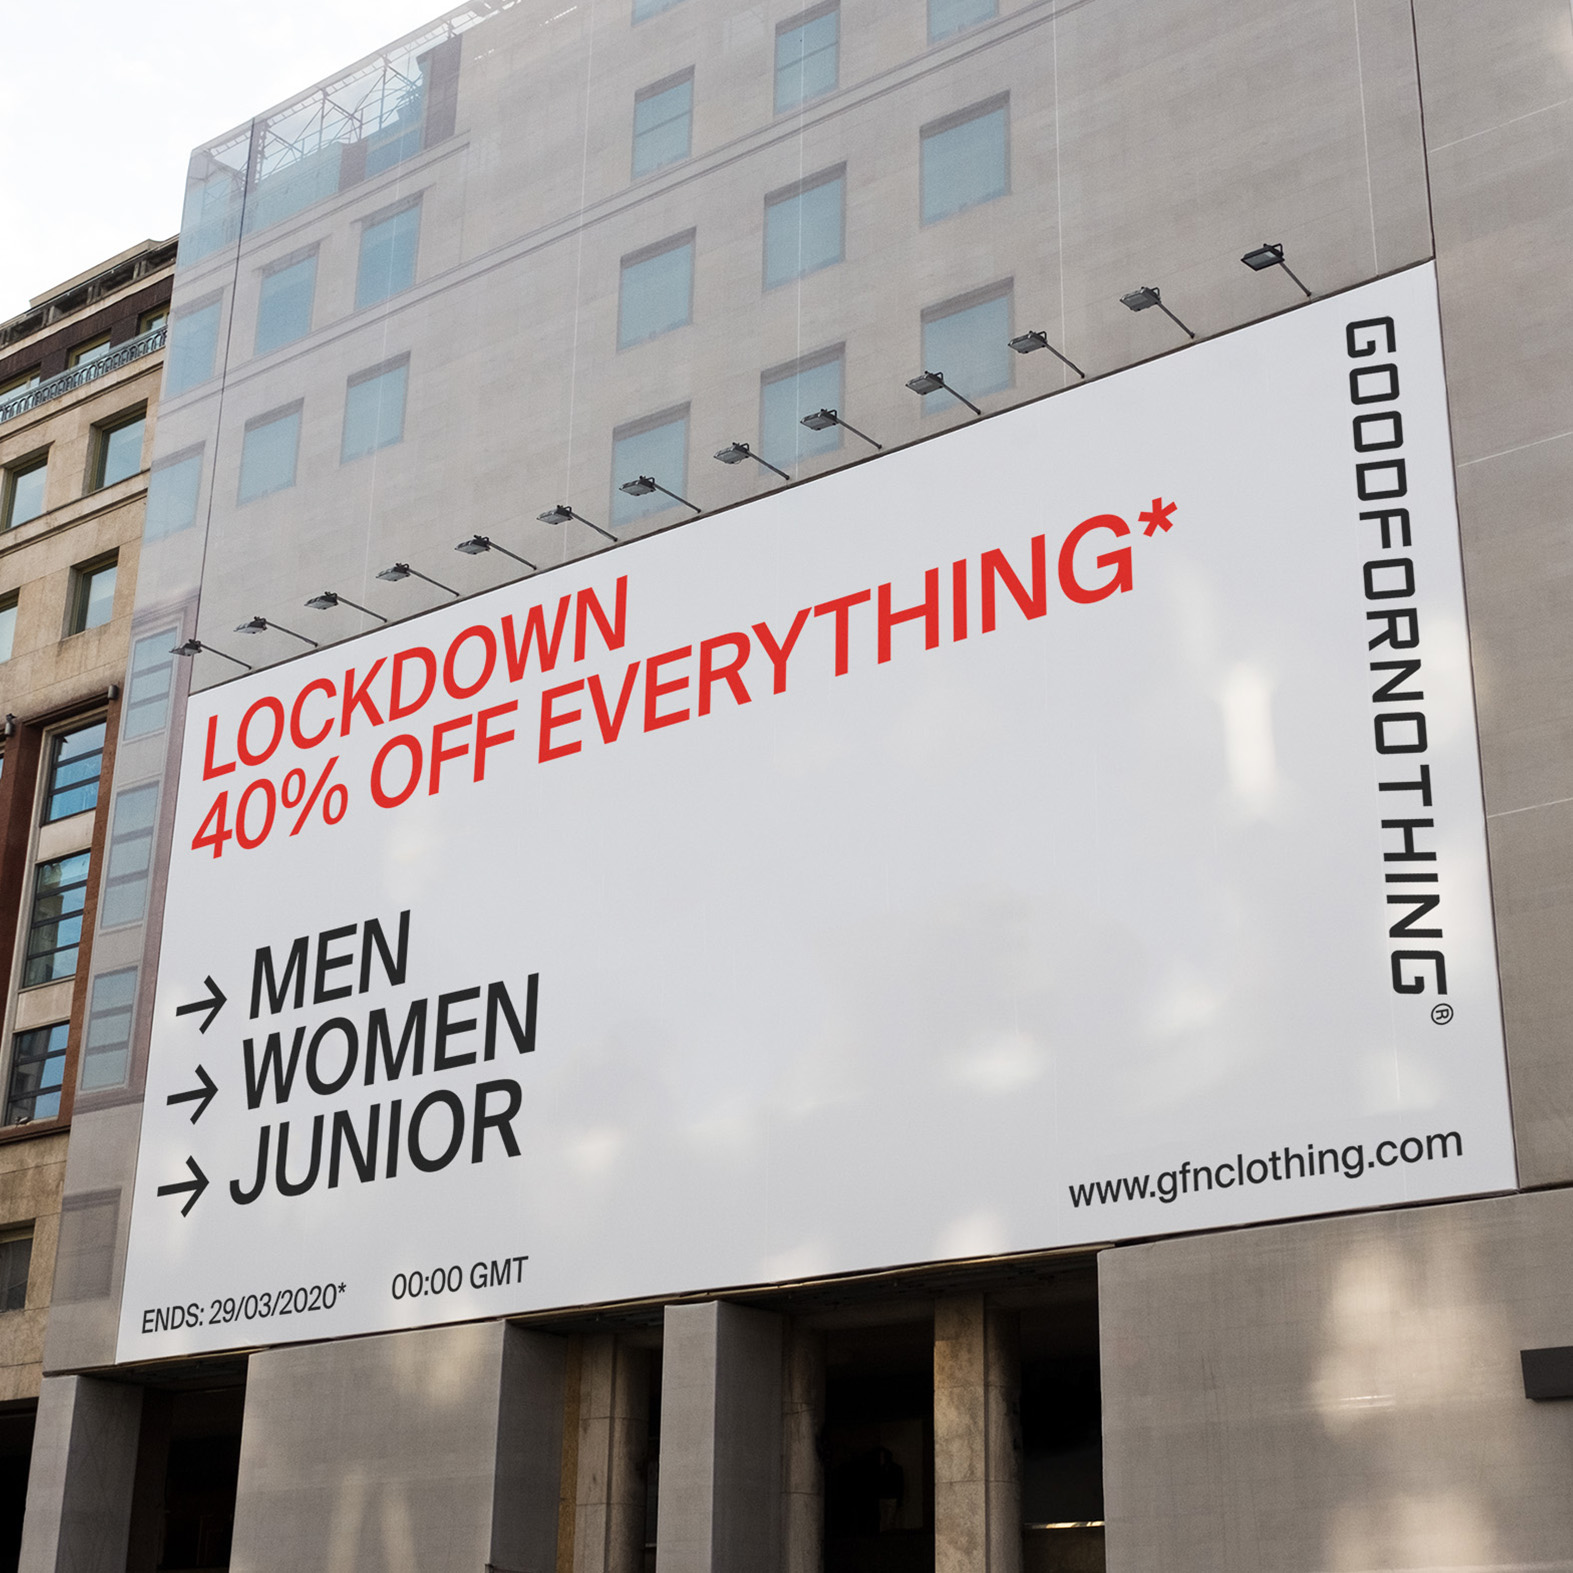 LOCKDOWN
40% OFF EVERYTHING*
→ MEN
→ WOMEN
→ JUNIOR
ENDS: 29/03/2020* 00:00 GMT
GOODFORNOTHING®
www.gfnclothing.com